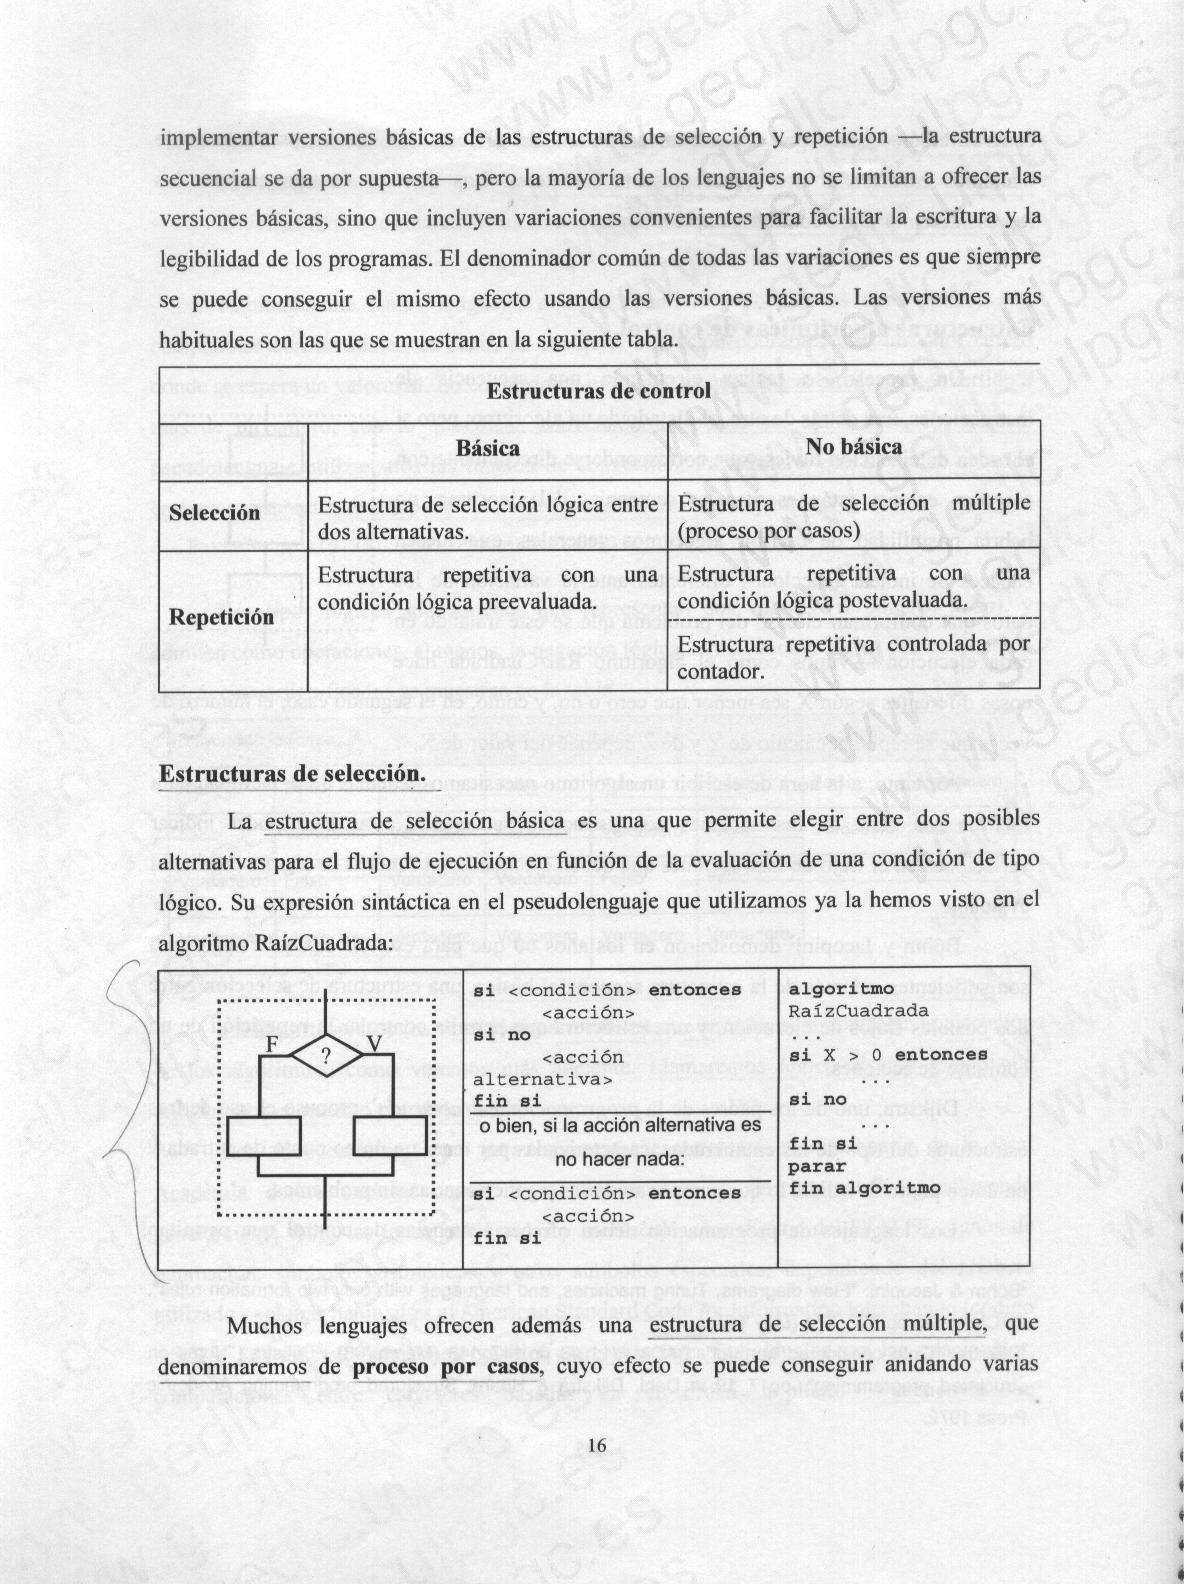 implementar versiones básicas de las estructuras de selección y repetición —la estructura
secuencial se da por supuesta—, pero la mayoría de los lenguajes no se limitan a ofrecer las
versiones básicas, sino que incluyen variaciones convenientes para facilitar la escritura y la
legibilidad de los programas. El denominador común de todas las variaciones es que siempre
se puede conseguir el mismo efecto usando las versiones básicas. Las versiones más
habituales son las que se muestran en la siguiente tabla.
Estructuras de control
Básica
No básica
Selección
Estructura de selección lógica entre
dos alternativas.
Estructura de selección múltiple
(proceso por casos)
Repetición
Estructura repetitiva con una
condición lógica preevaluada.
Estructura repetitiva con una
condición lógica postevaluada.
Estructura repetitiva controlada por
contador.
Estructuras de selección.
La estructura de selección básica es una que permite elegir entre dos posibles
alternativas para el flujo de ejecución en función de la evaluación de una condición de tipo
lógico. Su expresión sintáctica en el pseudolenguaje que utilizamos ya la hemos visto en el
algoritmo RaízCuadrada:
F ? V
si <condición> entonces
<acción>
si no
<acción
alternativa>
fin si
o bien, si la acción alternativa es
no hacer nada:
si <condición> entonces
<acción>
fin si
algoritmo
RaízCuadrada
...
si X > 0 entonces
...
si no
...
fin si
parar
fin algoritmo
Muchos lenguajes ofrecen además una estructura de selección múltiple, que
denominaremos de proceso por casos, cuyo efecto se puede conseguir anidando varias
16
www.gedlc.ulpgc.es